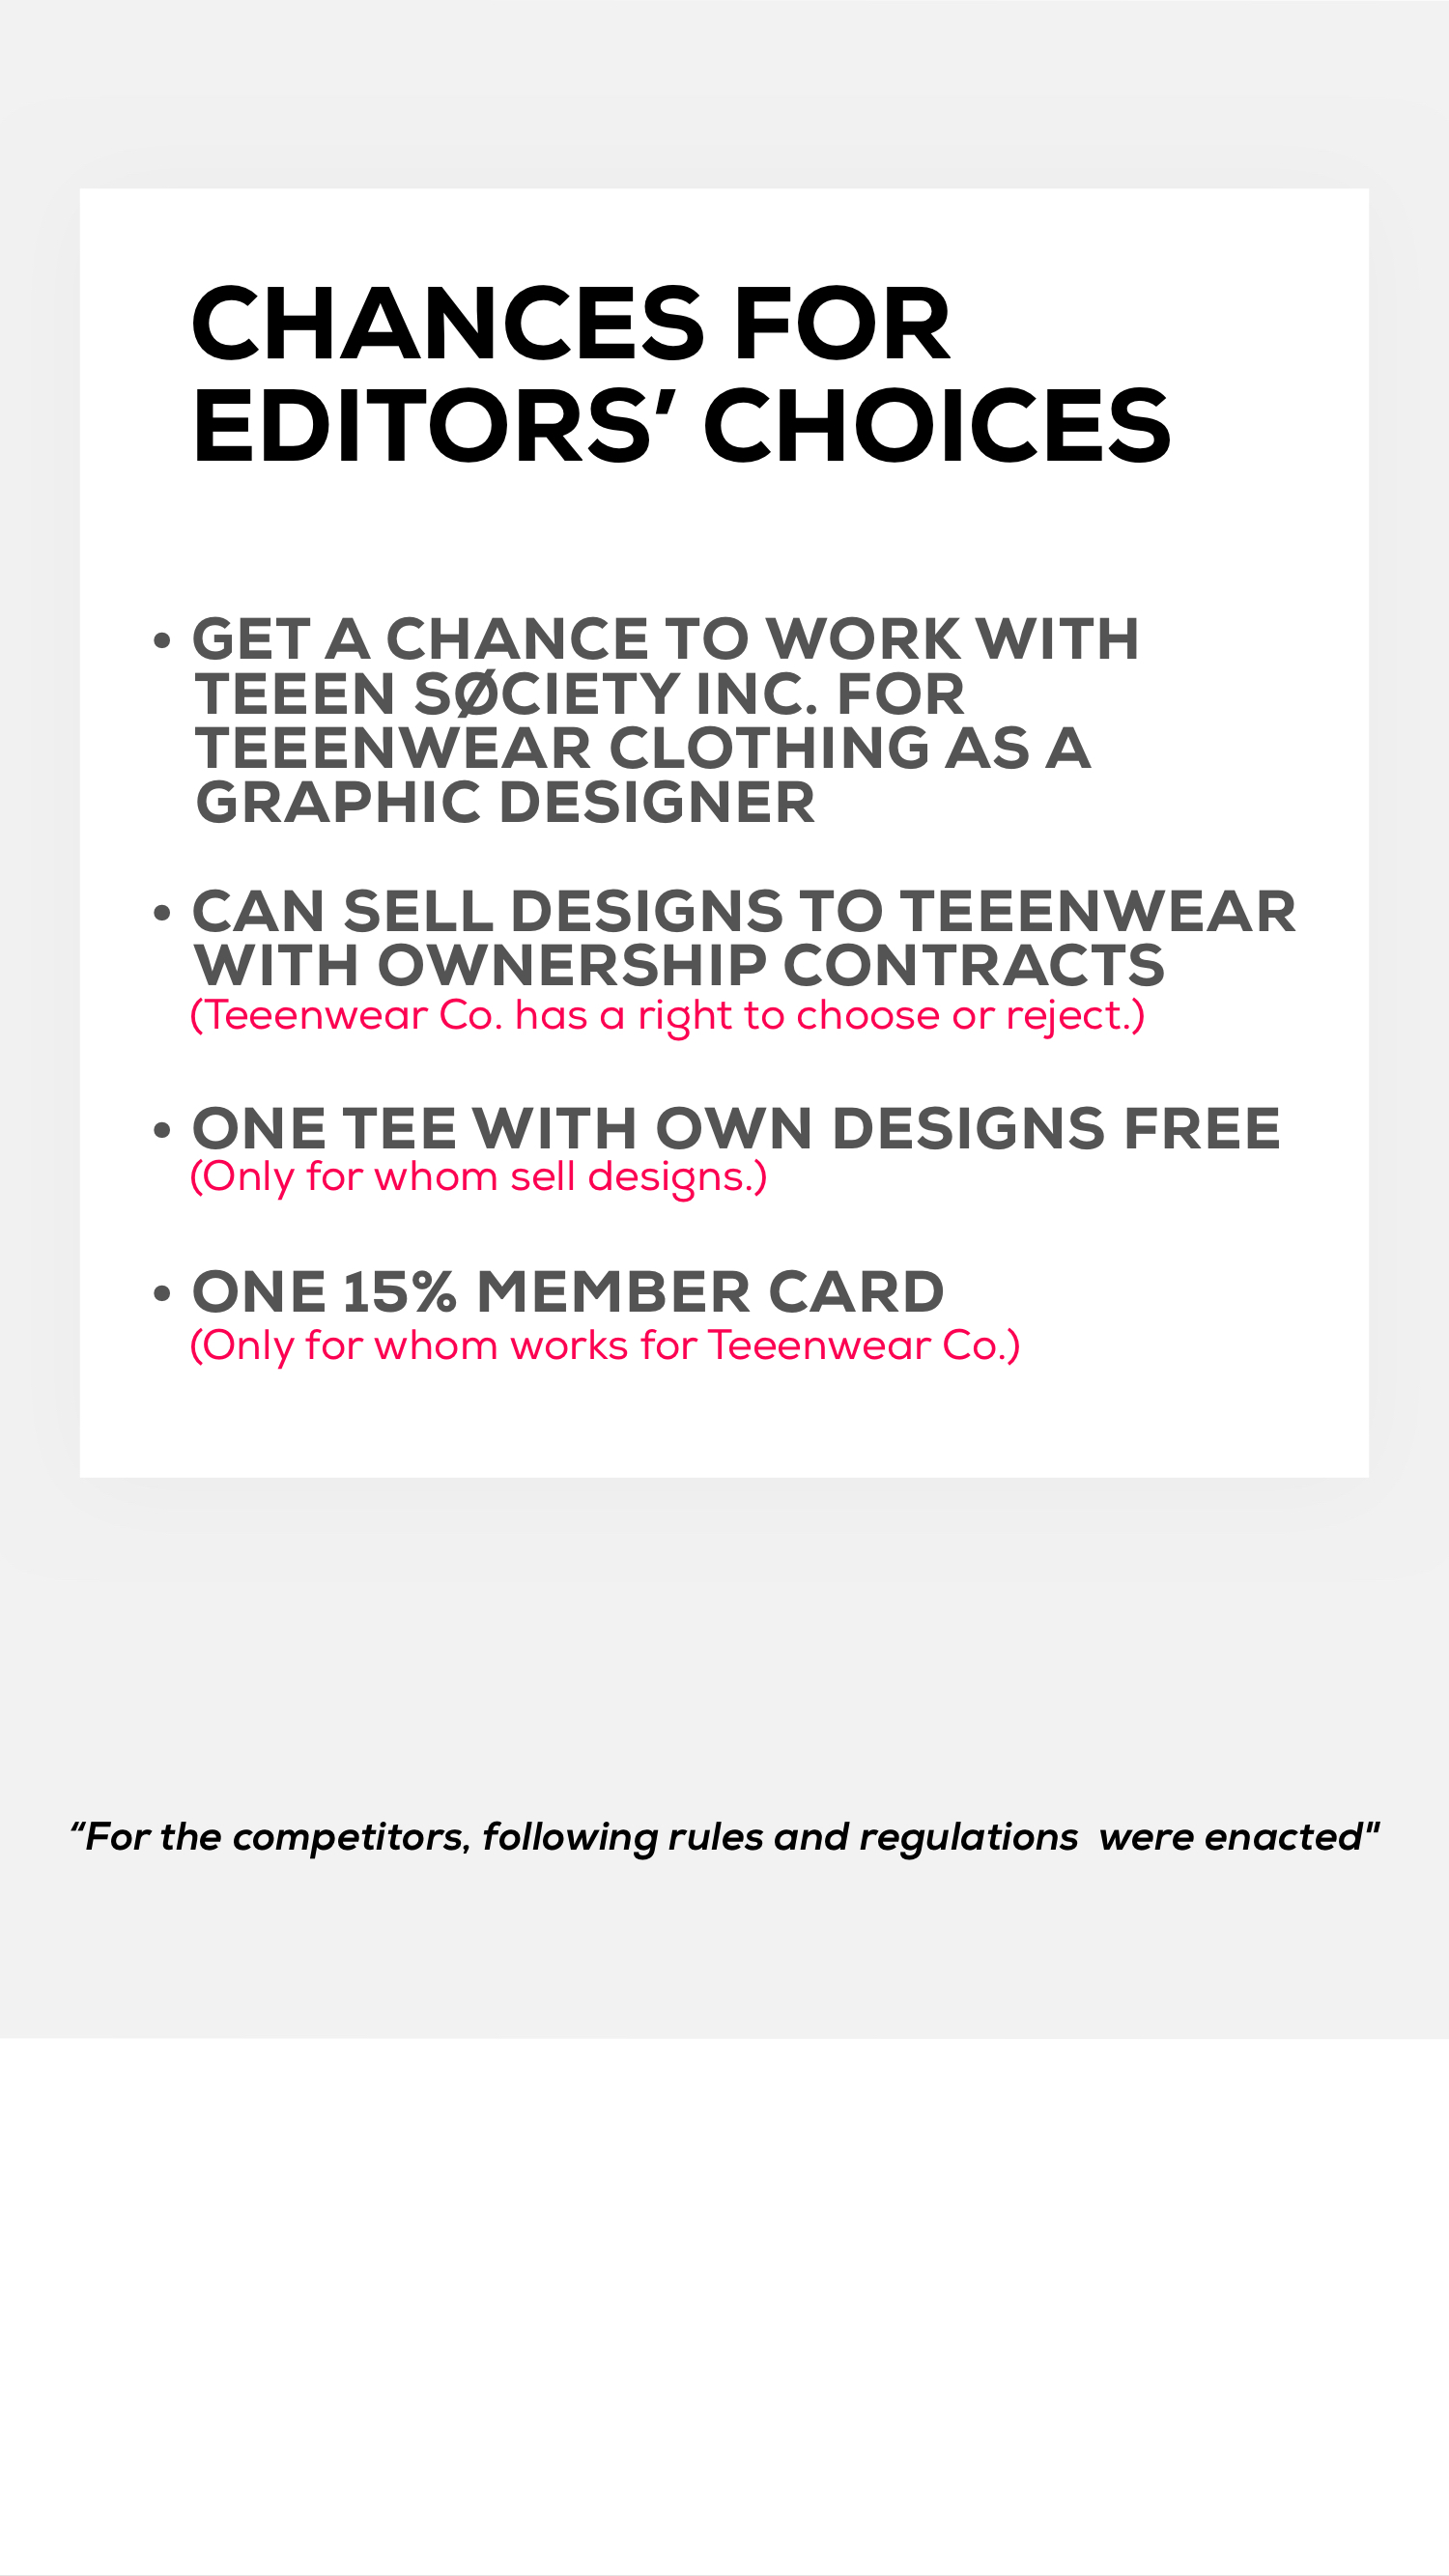 CHANCES FOR
EDITORS’ CHOICES
• GET A CHANCE TO WORK WITH
TEEEN SØCIETY INC. FOR
TEEENWEAR CLOTHING AS A
GRAPHIC DESIGNER
• CAN SELL DESIGNS TO TEEENWEAR
WITH OWNERSHIP CONTRACTS
(Teeenwear Co. has a right to choose or reject.)
• ONE TEE WITH OWN DESIGNS FREE
(Only for whom sell designs.)
• ONE 15% MEMBER CARD
(Only for whom works for Teeenwear Co.)
“For the competitors, following rules and regulations  were enacted"